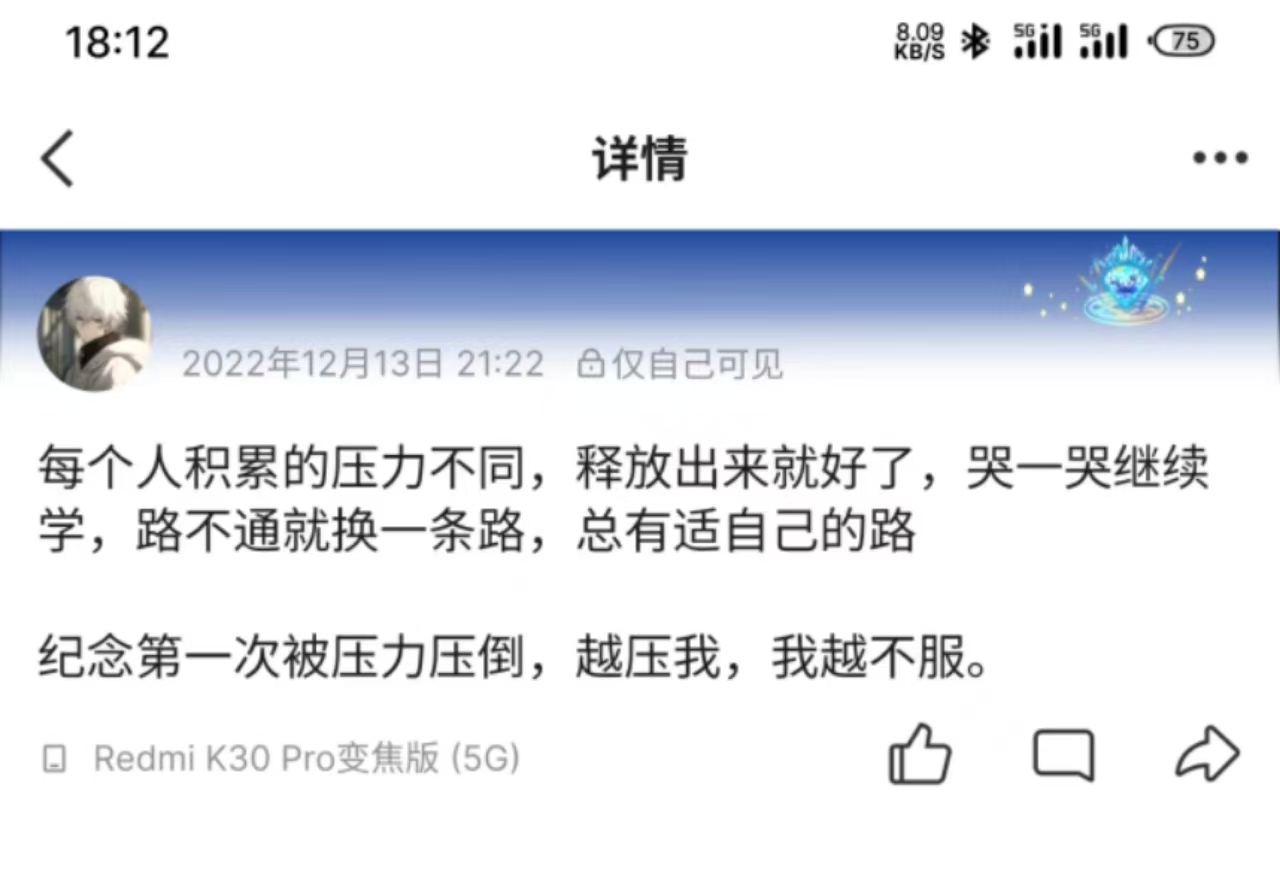 18:12
8.09
KB/S
5G
5G
75
详情
2022年12月13日 21:22 仅自己可见
每个人积累的压力不同，释放出来就好了，哭一哭继续
学，路不通就换一条路，总有适自己的路
纪念第一次被压力压倒，越压我，我越不服。
Redmi K30 Pro变焦版 (5G)